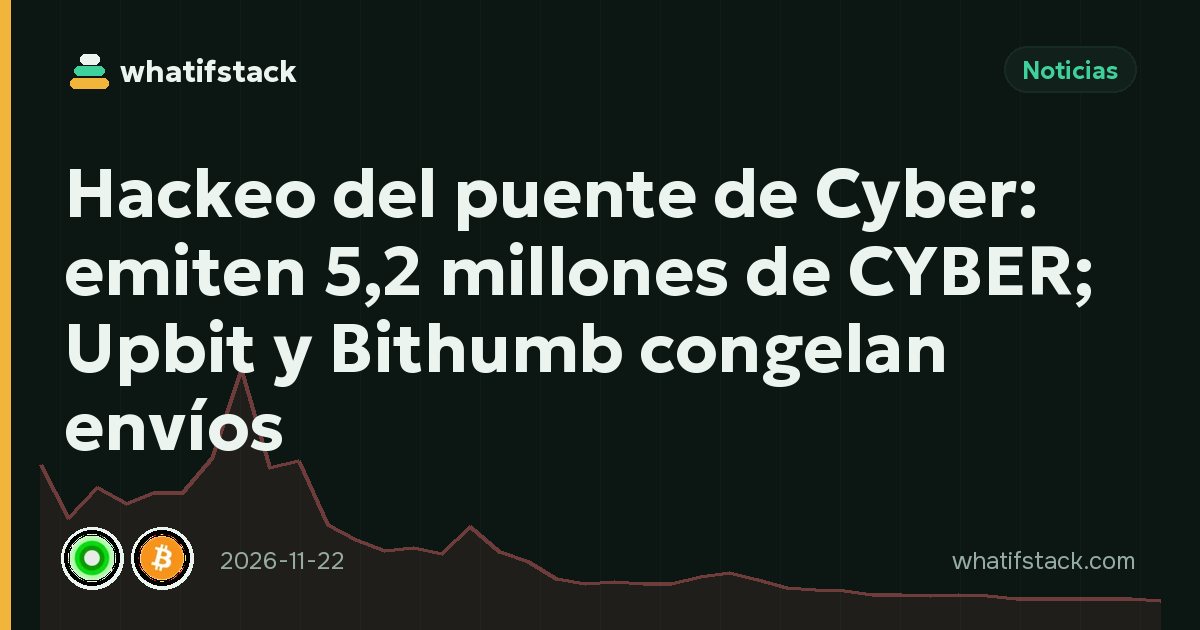 whatifstack
Noticias
Hackeo del puente de Cyber:
emiten 5,2 millones de CYBER;
Upbit y Bithumb congelan
envíos
2026-11-22
whatifstack.com